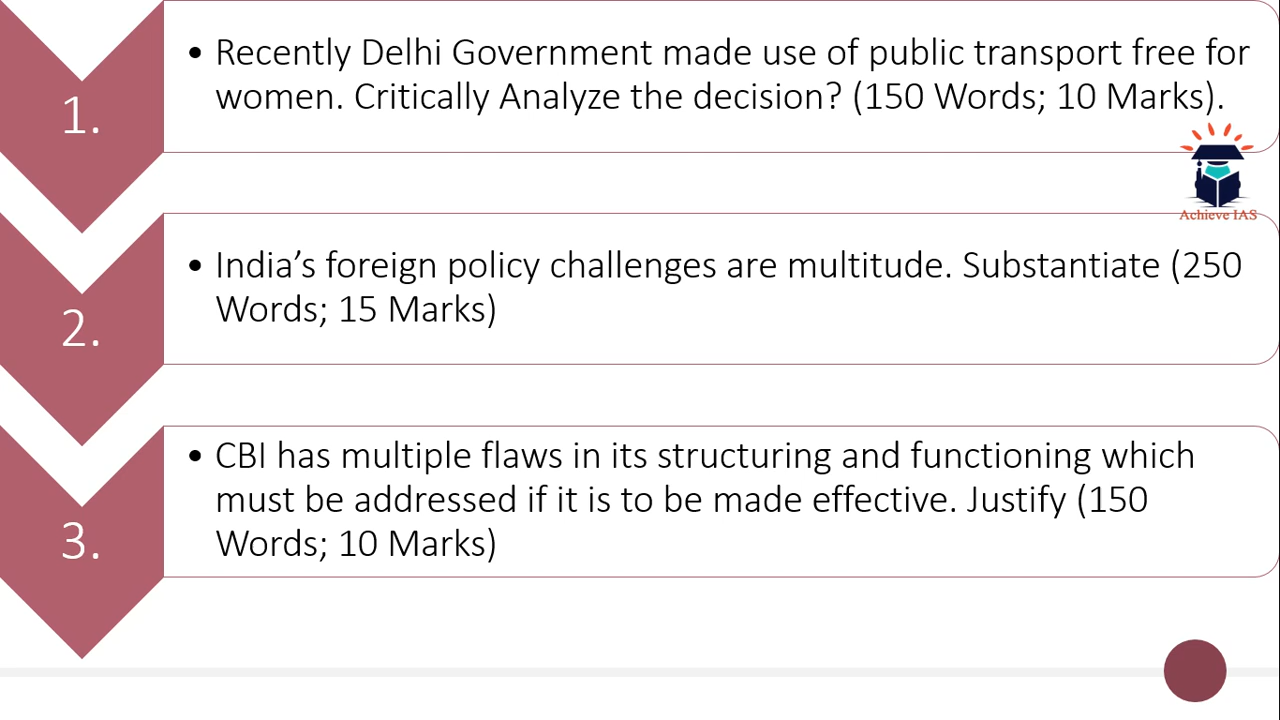 1.
• Recently Delhi Government made use of public transport free for
women. Critically Analyze the decision? (150 Words; 10 Marks).
Achieve IAS
2.
• India’s foreign policy challenges are multitude. Substantiate (250
Words; 15 Marks)
3.
• CBI has multiple flaws in its structuring and functioning which
must be addressed if it is to be made effective. Justify (150
Words; 10 Marks)